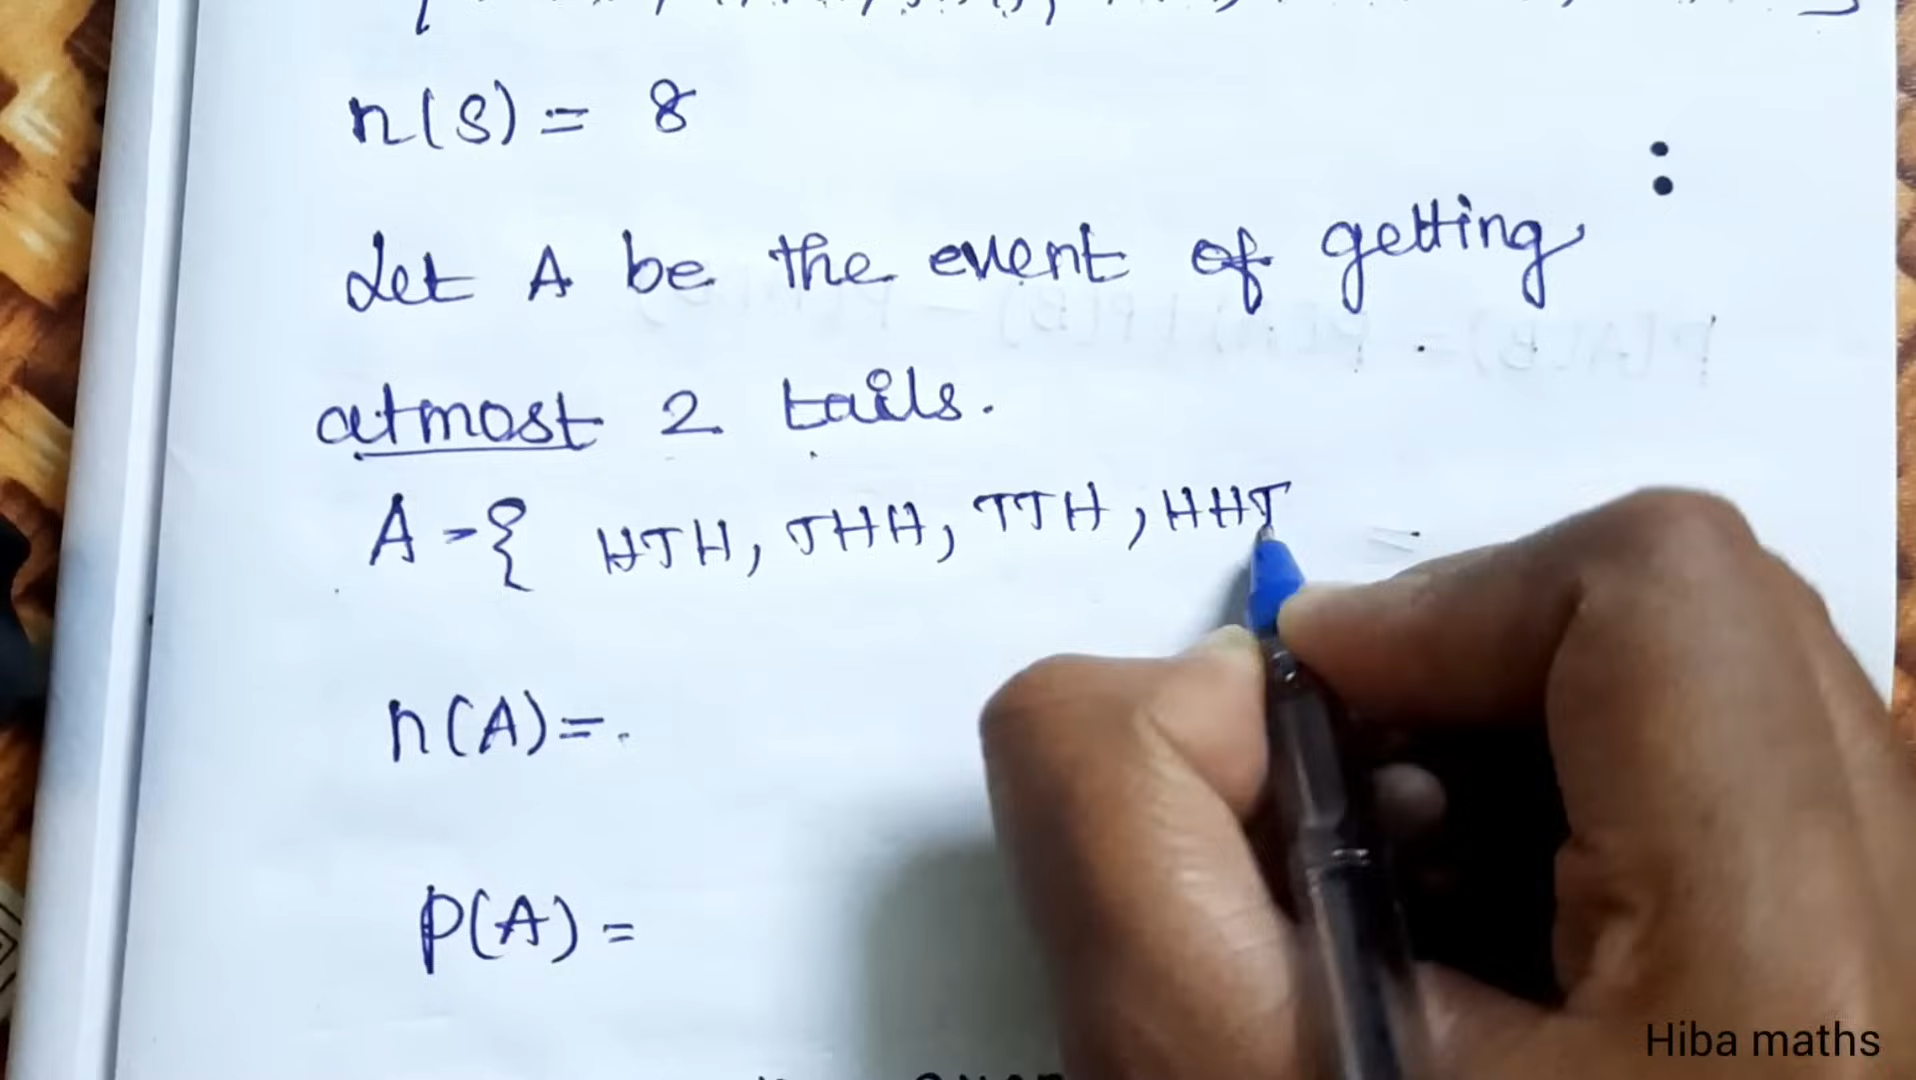 n(S) = 8
Let A be the event of getting
atmost 2 tails.
A = { HTH, THH, TTH, HHT
n(A) =
P(A) =
Hiba maths